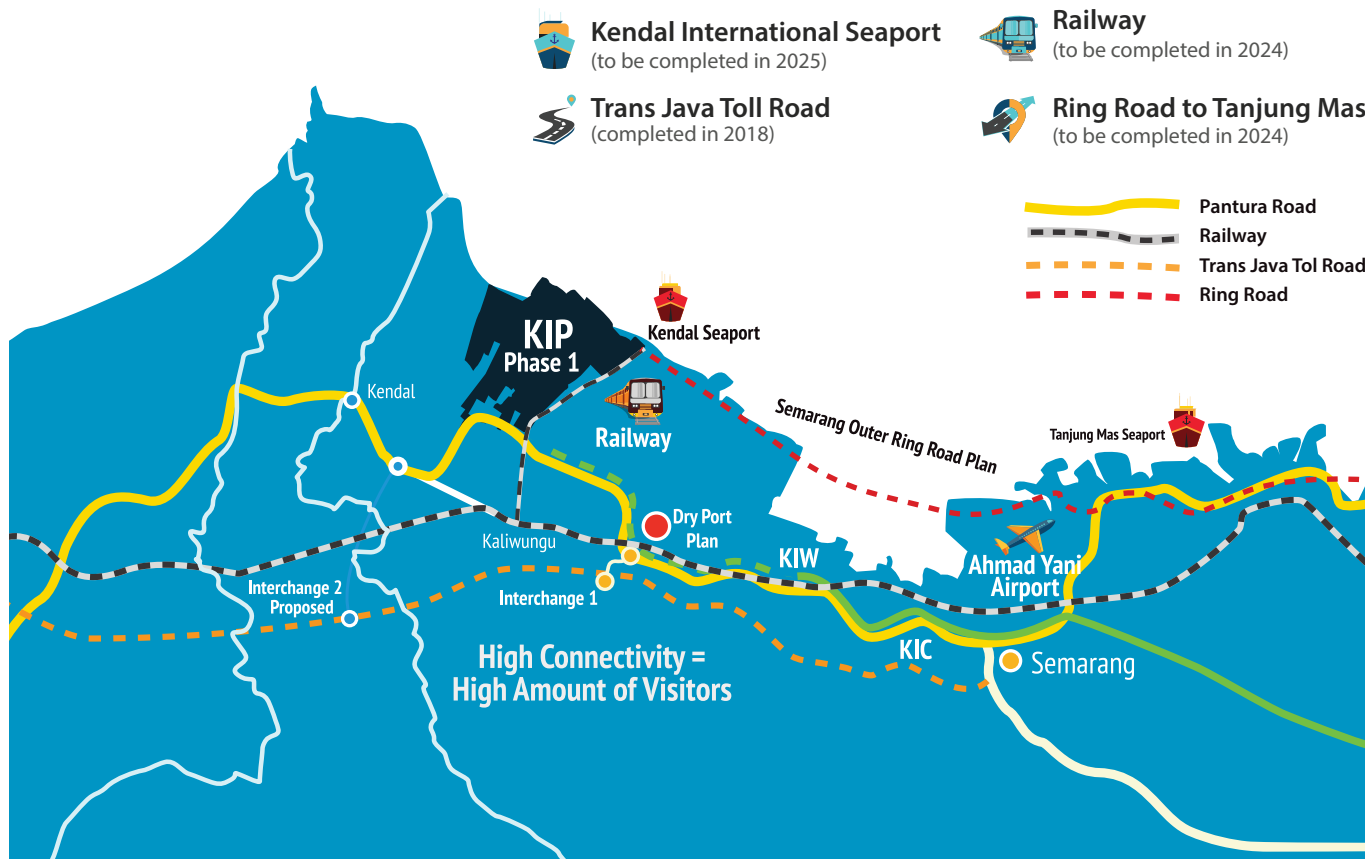 Kendal International Seaport
(to be completed in 2025)
Railway
(to be completed in 2024)
Trans Java Toll Road
(completed in 2018)
Ring Road to Tanjung Mas
(to be completed in 2024)
Pantura Road
Railway
Trans Java Tol Road
Ring Road
KIP
Phase 1
Kendal Seaport
Kendal
Railway
Semarang Outer Ring Road Plan
Tanjung Mas Seaport
Dry Port
Plan
Kaliwungu
KIW
Ahmad Yani
Airport
Interchange 2
Proposed
Interchange 1
KIC
Semarang
High Connectivity =
High Amount of Visitors